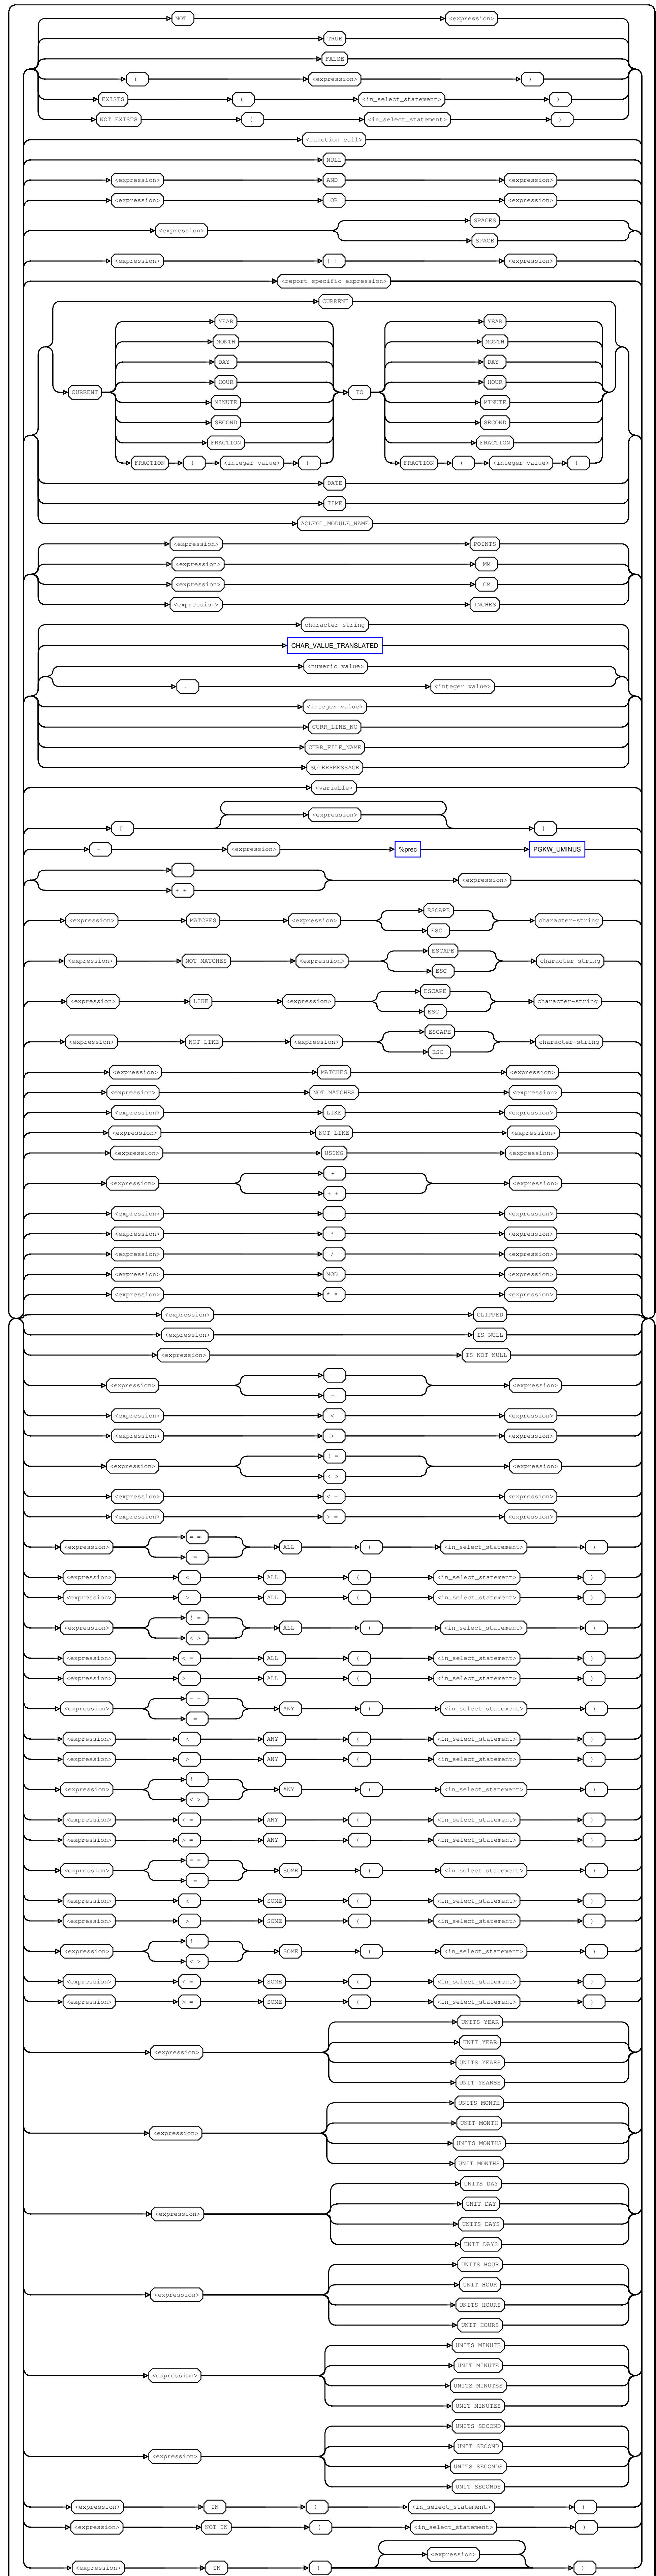 NOT <expression>
TRUE
FALSE
( <expression> )
EXISTS ( <in_select_statement> )
NOT EXISTS ( <in_select_statement> )
<function call>
NULL
<expression> AND <expression>
<expression> OR <expression>
SPACES
<expression>
SPACE
<expression> | | <expression>
<report specific expression>
CURRENT
YEAR YEAR
MONTH MONTH
DAY DAY
CURRENT HOUR TO HOUR
MINUTE MINUTE
SECOND SECOND
FRACTION FRACTION
FRACTION ( <integer value> ) FRACTION ( <integer value> )
DATE
TIME
ACLFGL_MODULE_NAME
<expression> POINTS
<expression> MM
<expression> CM
<expression> INCHES
character-string
CHAR_VALUE_TRANSLATED
<numeric value>
. <integer value>
<integer value>
CURR_LINE_NO
CURR_FILE_NAME
SQLERRMESSAGE
<variable>
<expression>
[ ]
- <expression> %prec PGKW_UMINUS
+
<expression>
+ +
ESCAPE
<expression> MATCHES <expression> character-string
ESC
ESCAPE
<expression> NOT MATCHES <expression> character-string
ESC
ESCAPE
<expression> LIKE <expression> character-string
ESC
ESCAPE
<expression> NOT LIKE <expression> character-string
ESC
<expression> MATCHES <expression>
<expression> NOT MATCHES <expression>
<expression> LIKE <expression>
<expression> NOT LIKE <expression>
<expression> USING <expression>
+
<expression> <expression>
+ +
<expression> - <expression>
<expression> * <expression>
<expression> / <expression>
<expression> MOD <expression>
<expression> * * <expression>
<expression> CLIPPED
<expression> IS NULL
<expression> IS NOT NULL
= =
<expression> <expression>
=
<expression> < <expression>
<expression> > <expression>
! =
<expression> <expression>
< >
<expression> < = <expression>
<expression> > = <expression>
= =
<expression> ALL ( <in_select_statement> )
=
<expression> < ALL ( <in_select_statement> )
<expression> > ALL ( <in_select_statement> )
! =
<expression> ALL ( <in_select_statement> )
< >
<expression> < = ALL ( <in_select_statement> )
<expression> > = ALL ( <in_select_statement> )
= =
<expression> ANY ( <in_select_statement> )
=
<expression> < ANY ( <in_select_statement> )
<expression> > ANY ( <in_select_statement> )
! =
<expression> ANY ( <in_select_statement> )
< >
<expression> < = ANY ( <in_select_statement> )
<expression> > = ANY ( <in_select_statement> )
= =
<expression> SOME ( <in_select_statement> )
=
<expression> < SOME ( <in_select_statement> )
<expression> > SOME ( <in_select_statement> )
! =
<expression> SOME ( <in_select_statement> )
< >
<expression> < = SOME ( <in_select_statement> )
<expression> > = SOME ( <in_select_statement> )
UNITS YEAR
UNIT YEAR
<expression>
UNITS YEARS
UNIT YEARSS
UNITS MONTH
UNIT MONTH
<expression>
UNITS MONTHS
UNIT MONTHS
UNITS DAY
UNIT DAY
<expression>
UNITS DAYS
UNIT DAYS
UNITS HOUR
UNIT HOUR
<expression>
UNITS HOURS
UNIT HOURS
UNITS MINUTE
UNIT MINUTE
<expression>
UNITS MINUTES
UNIT MINUTES
UNITS SECOND
UNIT SECOND
<expression>
UNITS SECONDS
UNIT SECONDS
<expression> IN ( <in_select_statement> )
<expression> NOT IN ( <in_select_statement> )
<expression>
<expression> IN ( )